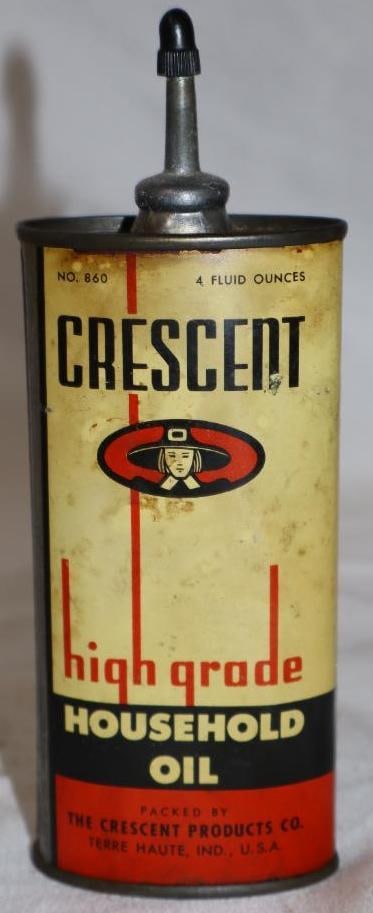 NO. 860 4 FLUID OUNCES
CRESCENT
high grade
HOUSEHOLD
OIL
PACKED BY
THE CRESCENT PRODUCTS CO.
TERRE HAUTE, IND., U.S.A.